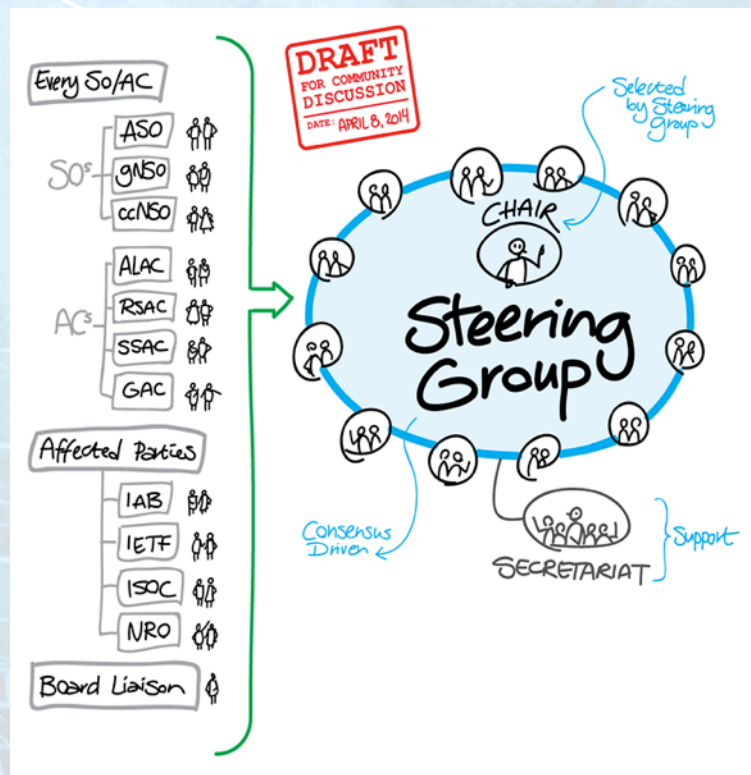 Every SO/AC
SOs
ASO
gNSO
ccNSO
ACs
ALAC
RSAC
SSAC
GAC
Affected Parties
IAB
IETF
ISOC
NRO
Board Liaison
DRAFT
FOR COMMUNITY
DISCUSSION
DATE: APRIL 8, 2014
Selected
by Steering
Group
CHAIR
Steering
Group
Consensus
Driven
SECRETARIAT
Support